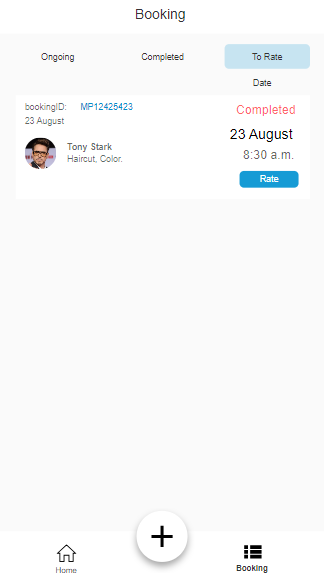 Booking
Ongoing Completed To Rate
Date
bookingID: MP12425423 Completed
23 August
23 August
Tony Stark 8:30 a.m.
Haircut, Color.
Rate
Home Booking